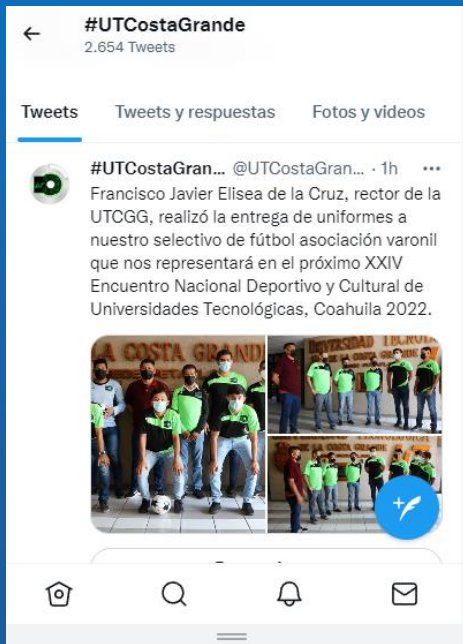 #UTCostaGrande
2.654 Tweets
Tweets
Tweets y respuestas
Fotos y videos
#UTCostaGran... @UTCostaGran... · 1h
Francisco Javier Elisea de la Cruz, rector de la
UTCGG, realizó la entrega de uniformes a
nuestro selectivo de fútbol asociación varonil
que nos representará en el próximo XXIV
Encuentro Nacional Deportivo y Cultural de
Universidades Tecnológicas, Coahuila 2022.
LA COSTA GRANDE